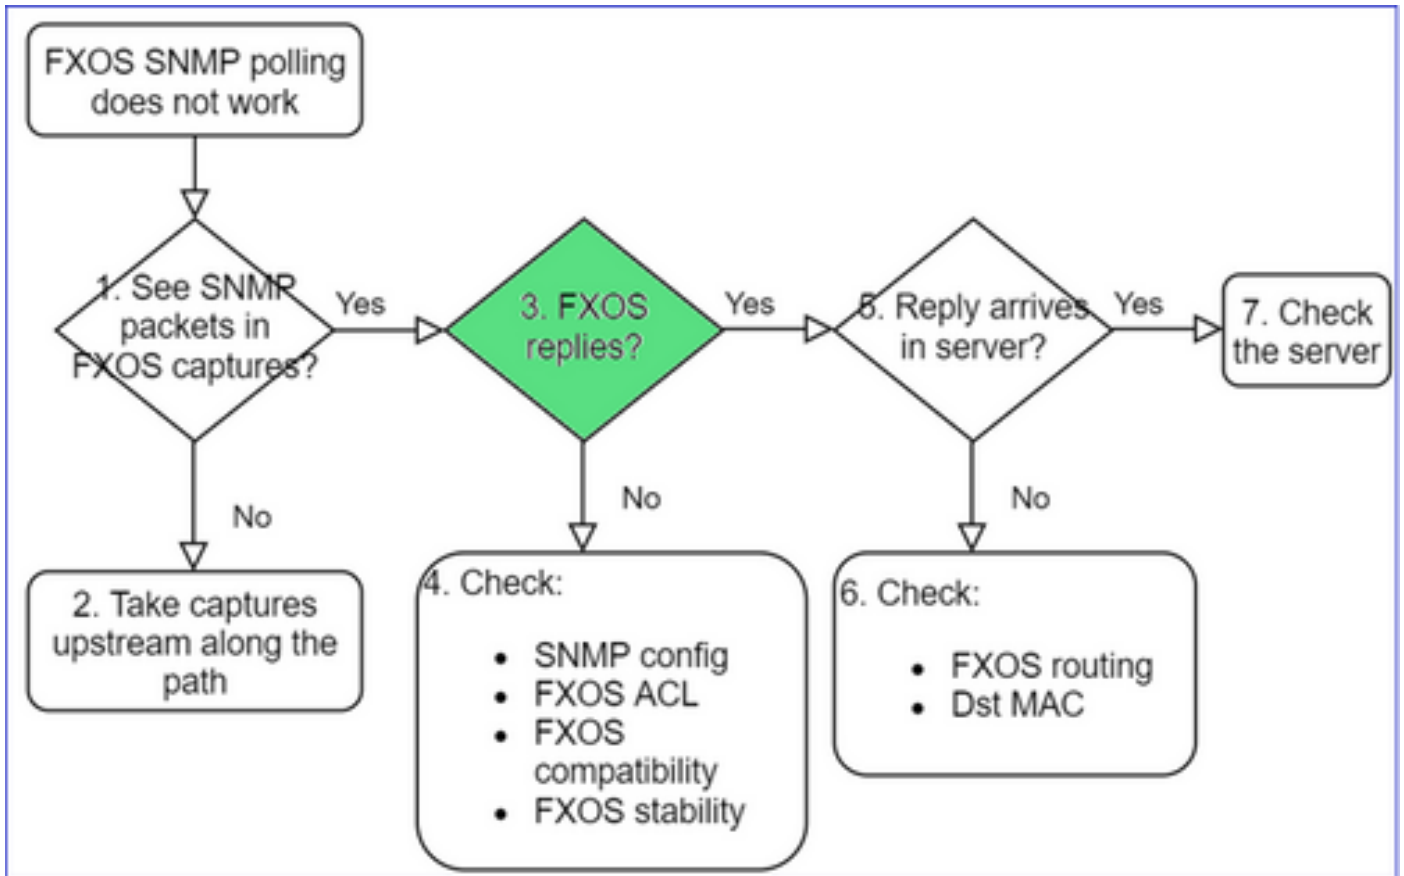 FXOS SNMP polling
does not work
1. See SNMP
packets in
FXOS captures?
Yes
No
2. Take captures
upstream along the
path
3. FXOS
replies?
Yes
No
4. Check:
• SNMP config
• FXOS ACL
• FXOS
compatibility
• FXOS stability
5. Reply arrives
in server?
Yes
No
6. Check:
• FXOS routing
• Dst MAC
7. Check
the server